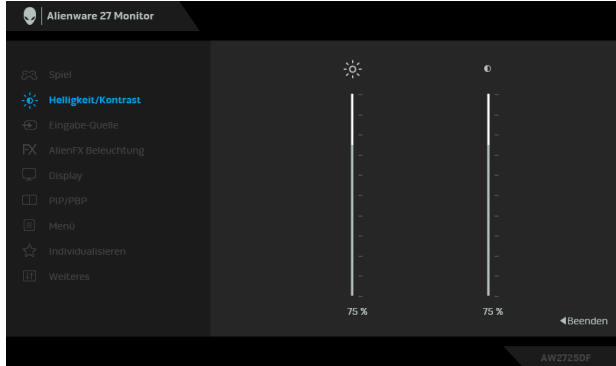 Alienware 27 Monitor
Spiel
Helligkeit/Kontrast
Eingabe-Quelle
FX AlienFX Beleuchtung
Display
PIP/PBP
Menü
Individualisieren
Weiteres
75 % 75 %
Beenden
AW2725DF